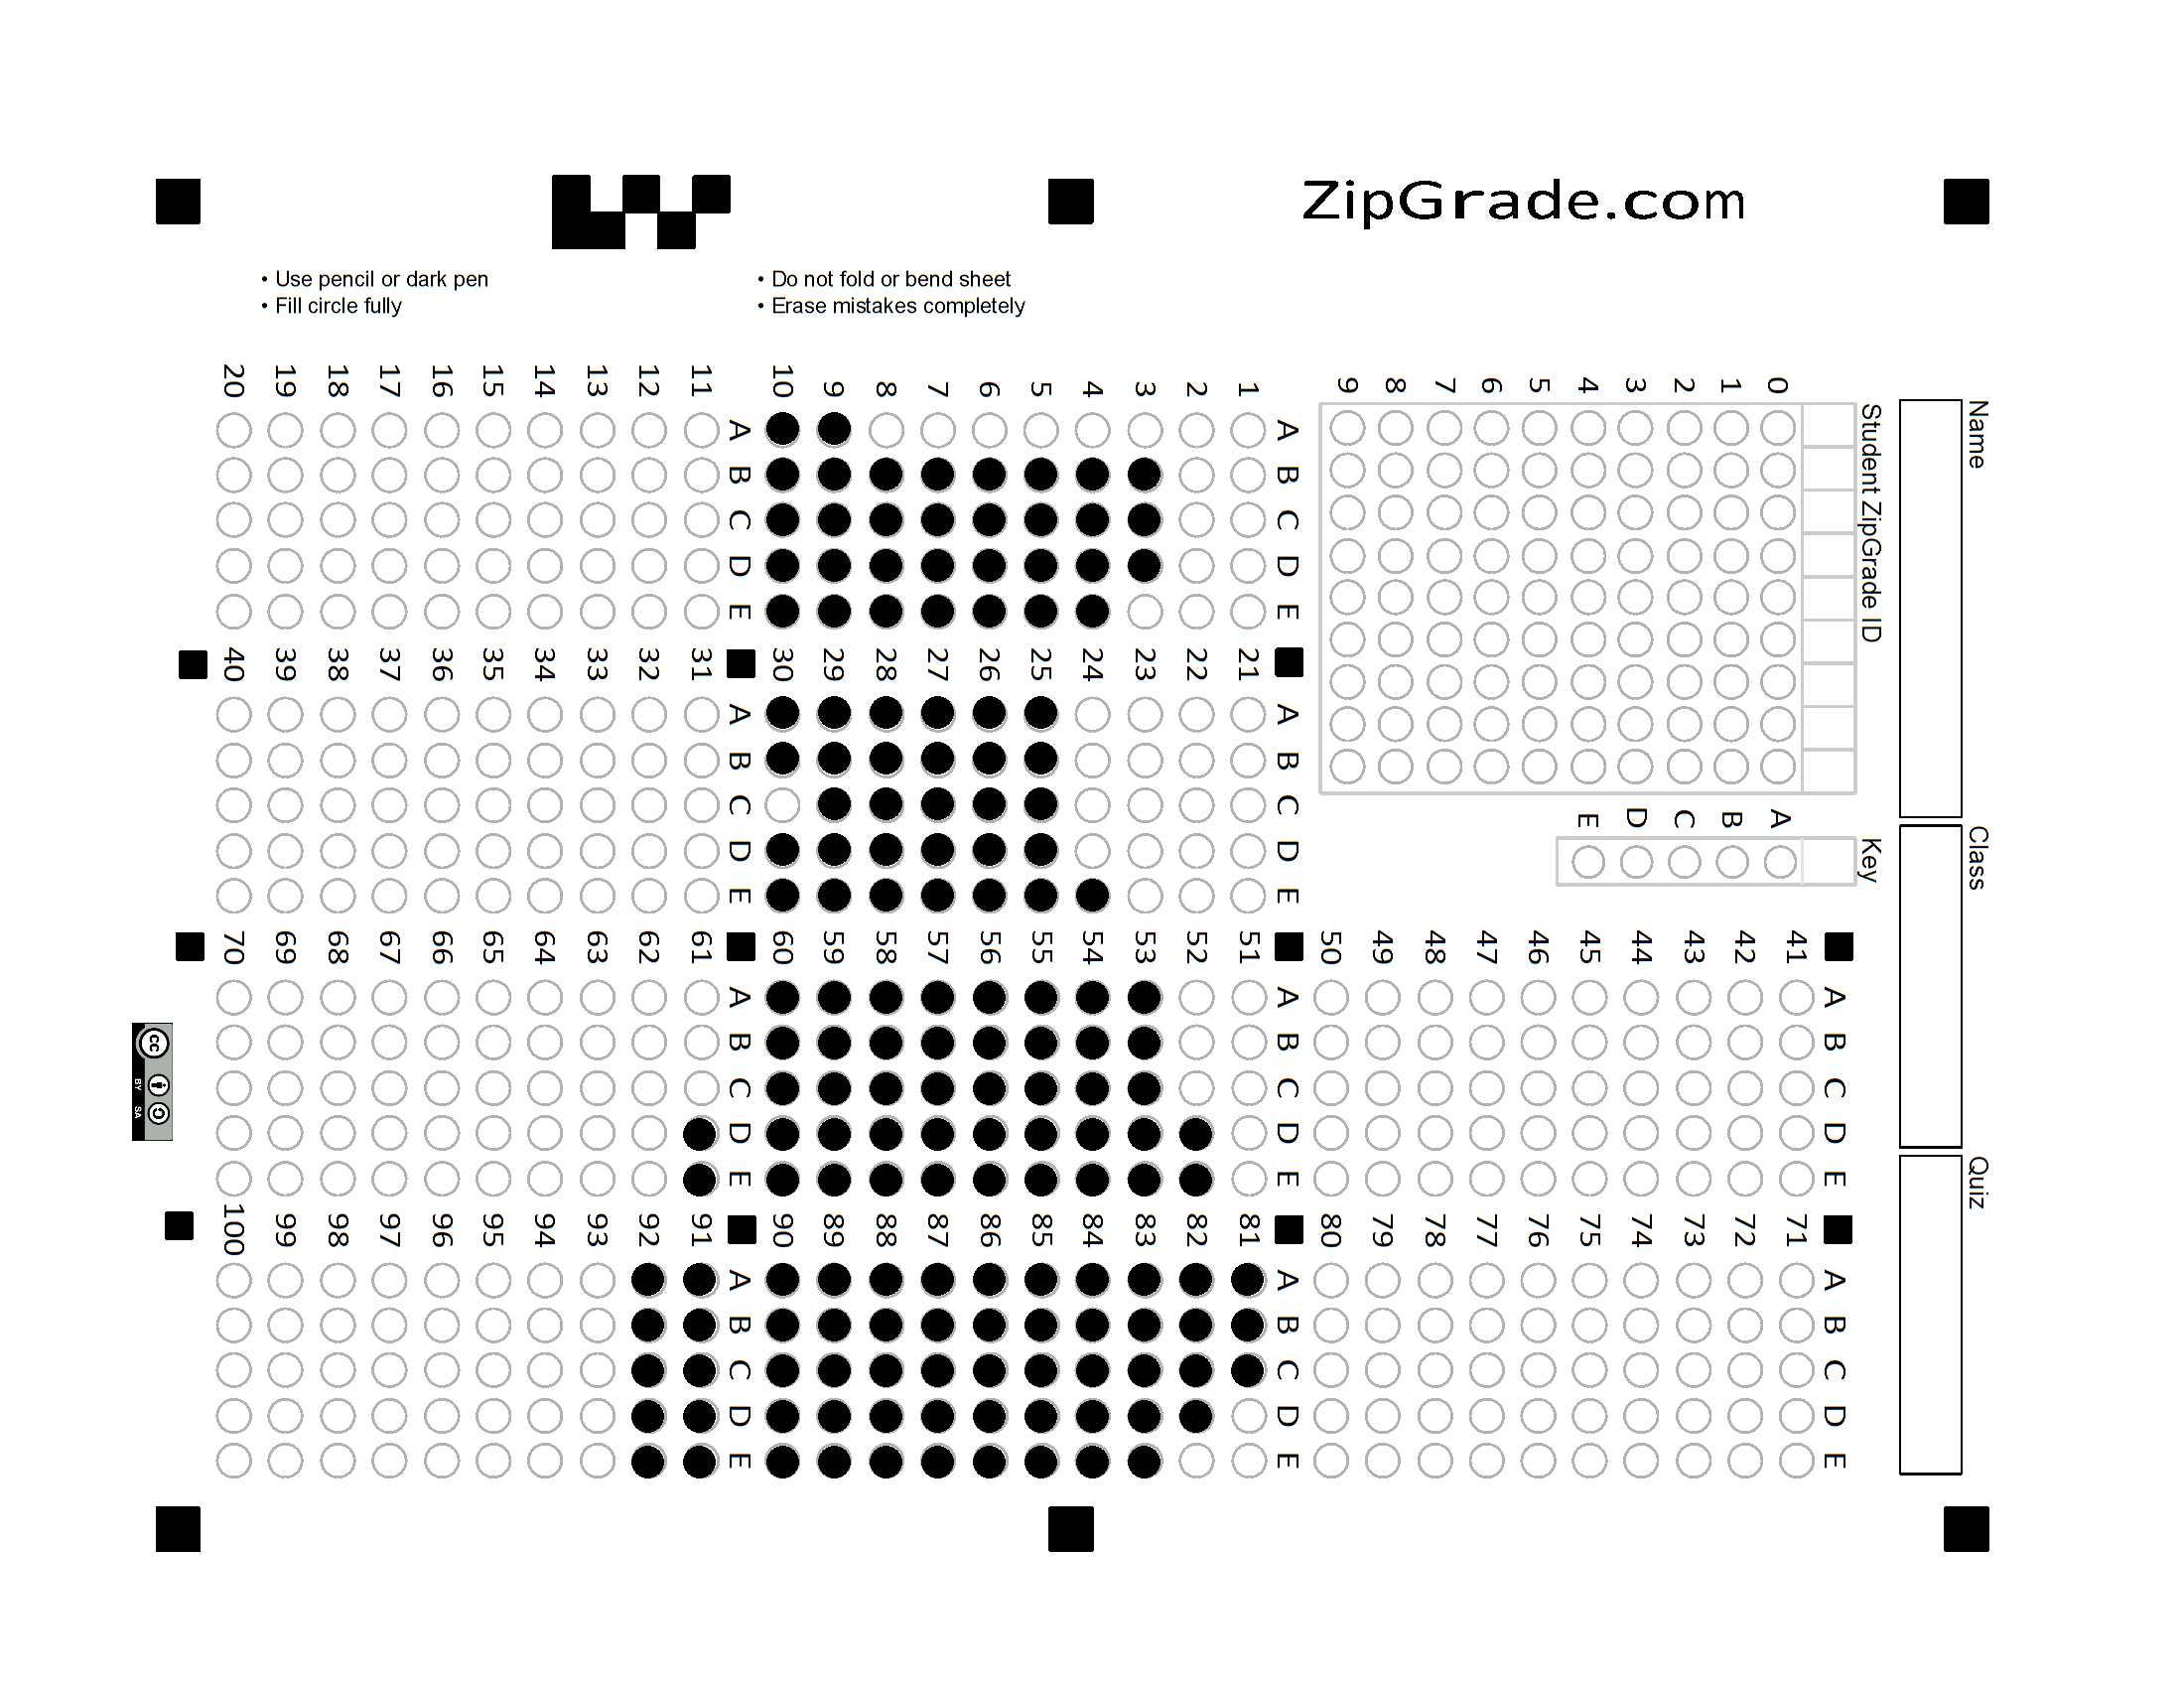 ZipGrade.com
• Use pencil or dark pen
• Fill circle fully
• Do not fold or bend sheet
• Erase mistakes completely
Name
Class
Quiz
Student ZipGrade ID
0 1 2 3 4 5 6 7 8 9
Key
A B C D E
1 2 3 4 5 6 7 8 9 10
A B C D E
11 12 13 14 15 16 17 18 19 20
A B C D E
21 22 23 24 25 26 27 28 29 30
A B C D E
31 32 33 34 35 36 37 38 39 40
A B C D E
41 42 43 44 45 46 47 48 49 50
A B C D E
51 52 53 54 55 56 57 58 59 60
A B C D E
61 62 63 64 65 66 67 68 69 70
A B C D E
71 72 73 74 75 76 77 78 79 80
A B C D E
81 82 83 84 85 86 87 88 89 90
A B C D E
91 92 93 94 95 96 97 98 99 100
A B C D E
cc
BY SA